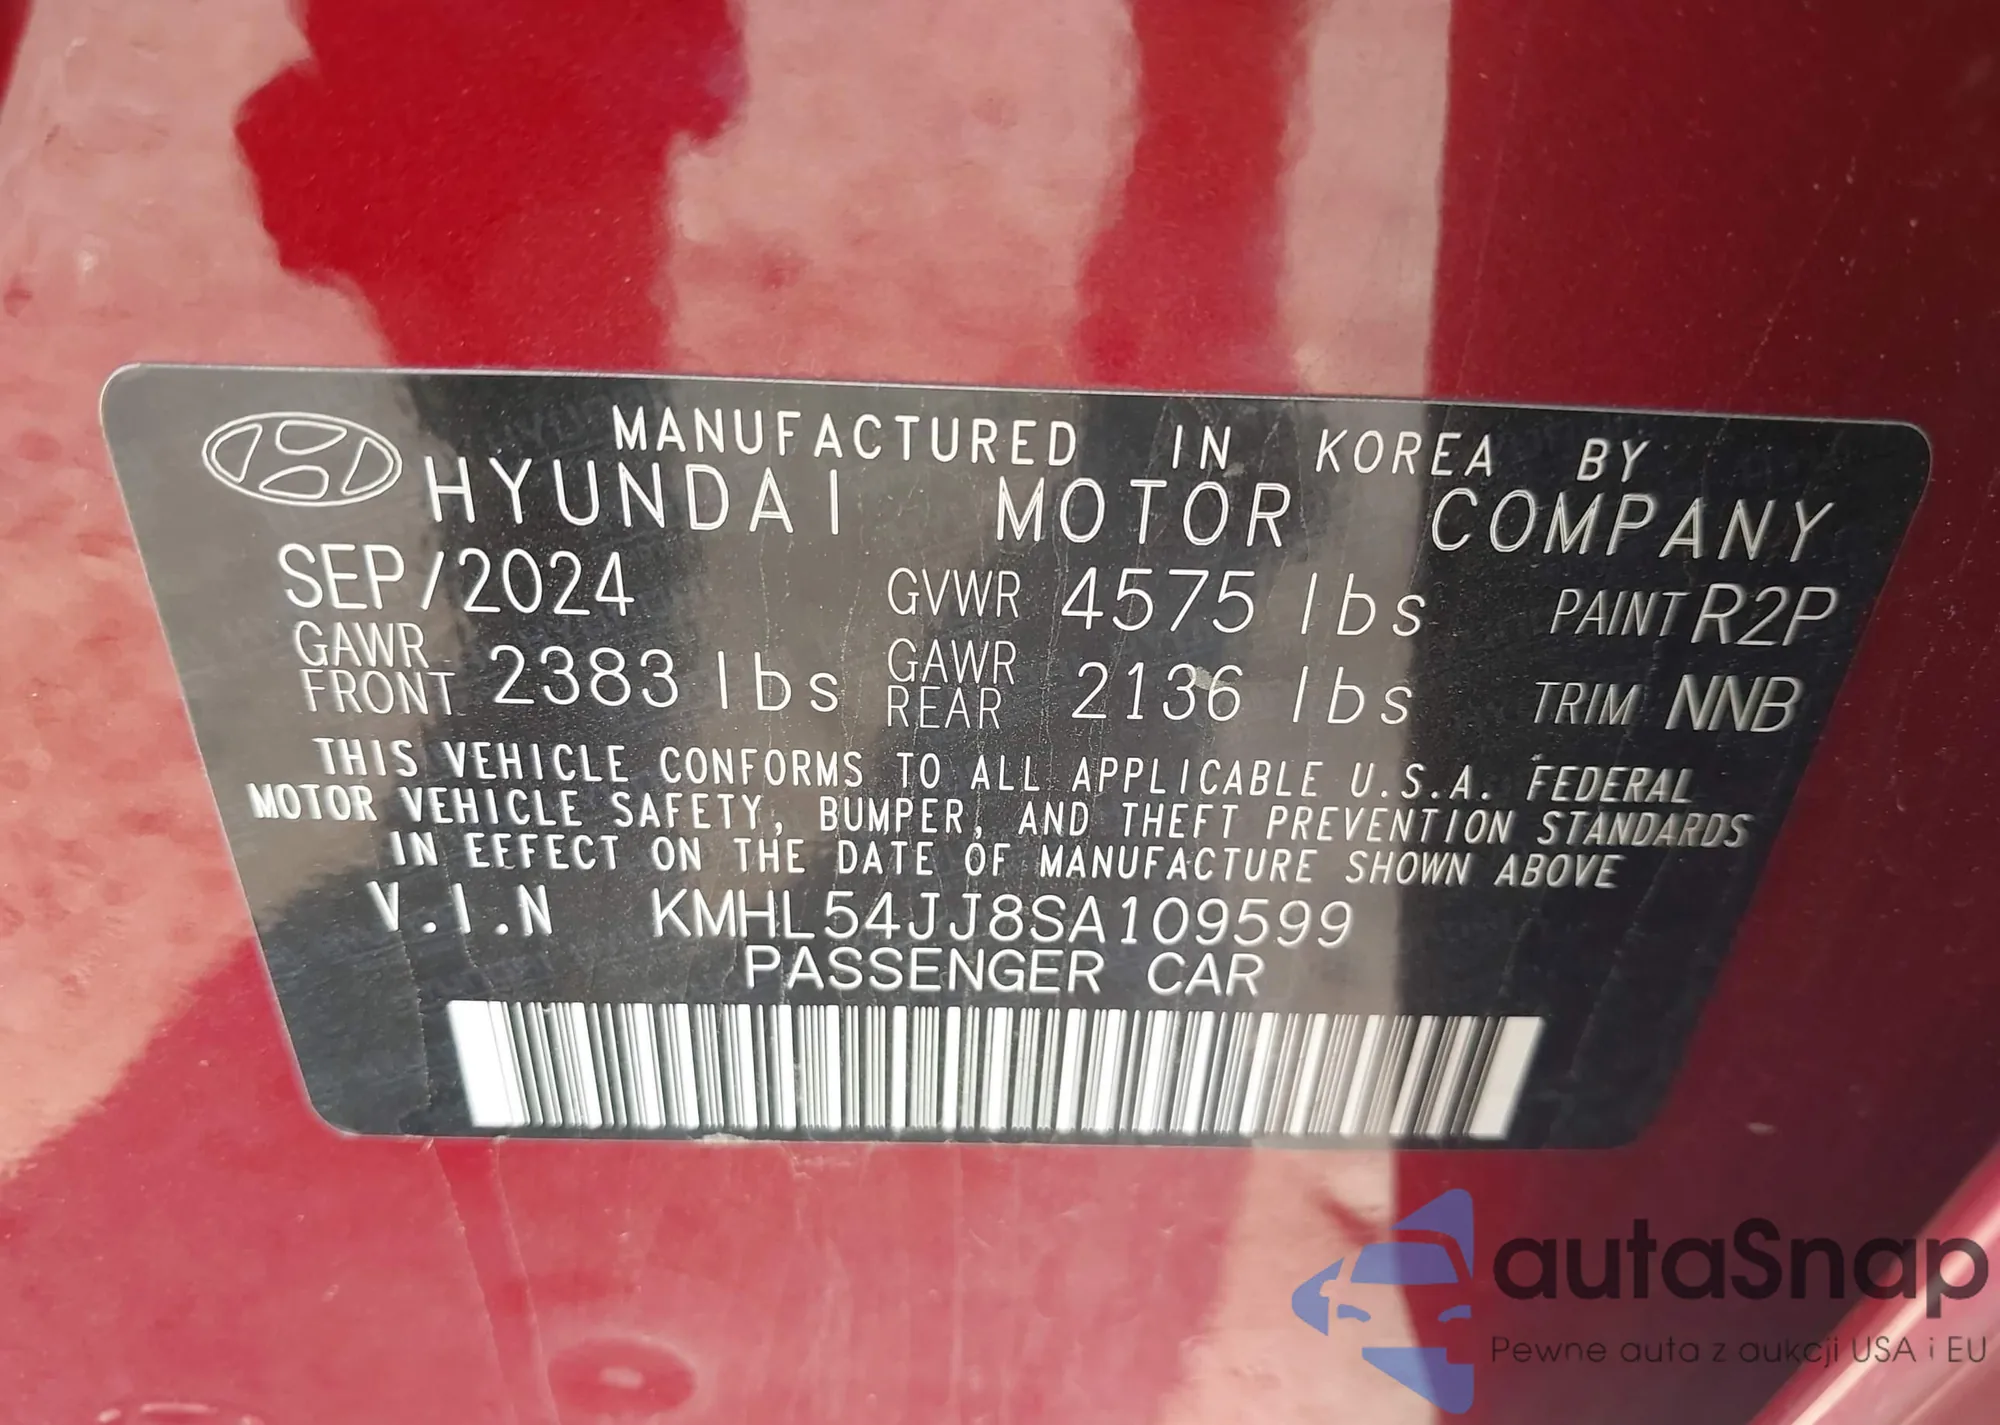 MANUFACTURED IN KOREA BY
HYUNDAI MOTOR COMPANY
SEP/2024 GVWR 4575 lbs PAINT R2P
GAWR FRONT 2383 lbs GAWR REAR 2136 lbs TRIM NNB
THIS VEHICLE CONFORMS TO ALL APPLICABLE U.S.A. FEDERAL
MOTOR VEHICLE SAFETY, BUMPER, AND THEFT PREVENTION STANDARDS
IN EFFECT ON THE DATE OF MANUFACTURE SHOWN ABOVE
V.I.N KMHL54JJ8SA109599
PASSENGER CAR
autaSnap
Pewne auta z aukcji USA i EU